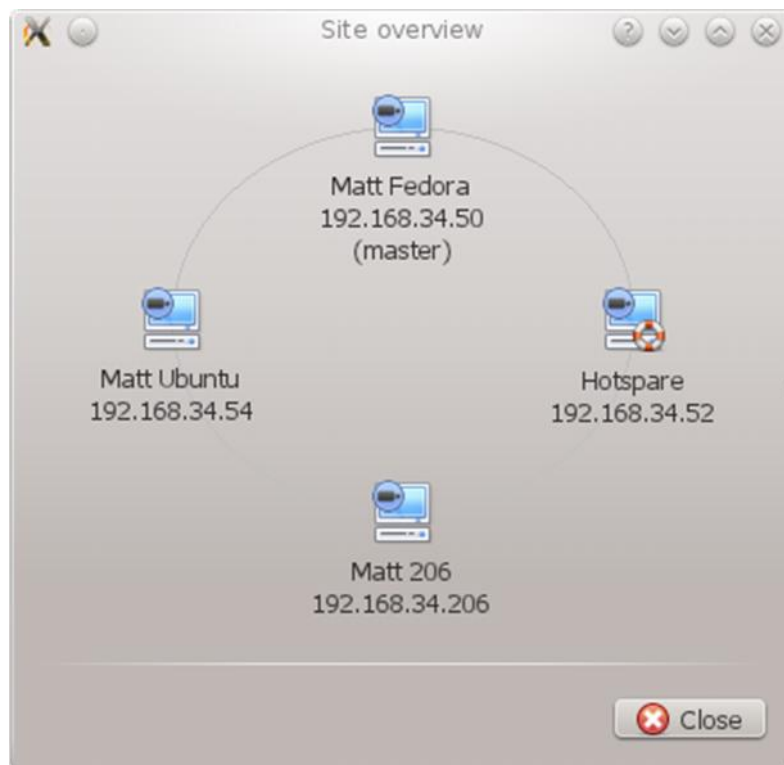 Site overview
Matt Fedora
192.168.34.50
(master)
Matt Ubuntu
192.168.34.54
Hotspare
192.168.34.52
Matt 206
192.168.34.206
Close